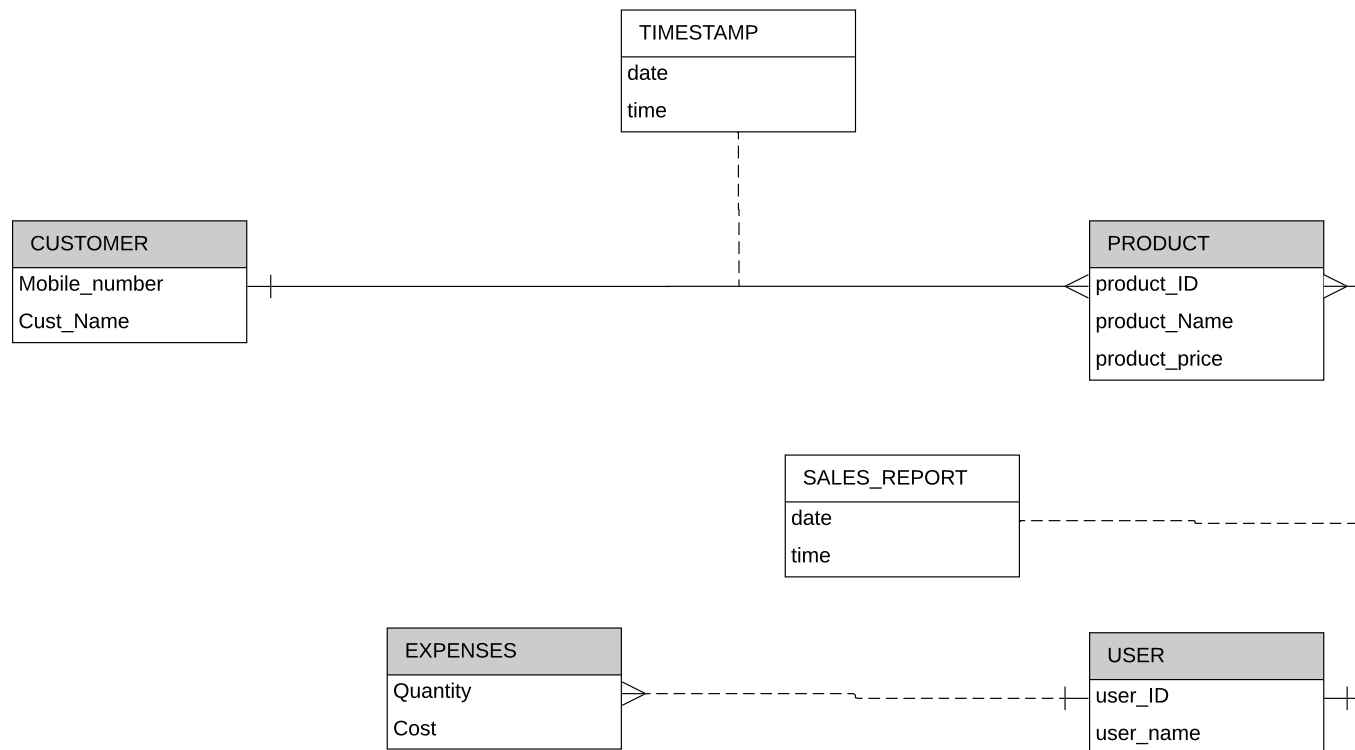 TIMESTAMP
date
time
CUSTOMER
Mobile_number
Cust_Name
PRODUCT
product_ID
product_Name
product_price
SALES_REPORT
date
time
EXPENSES
Quantity
Cost
USER
user_ID
user_name